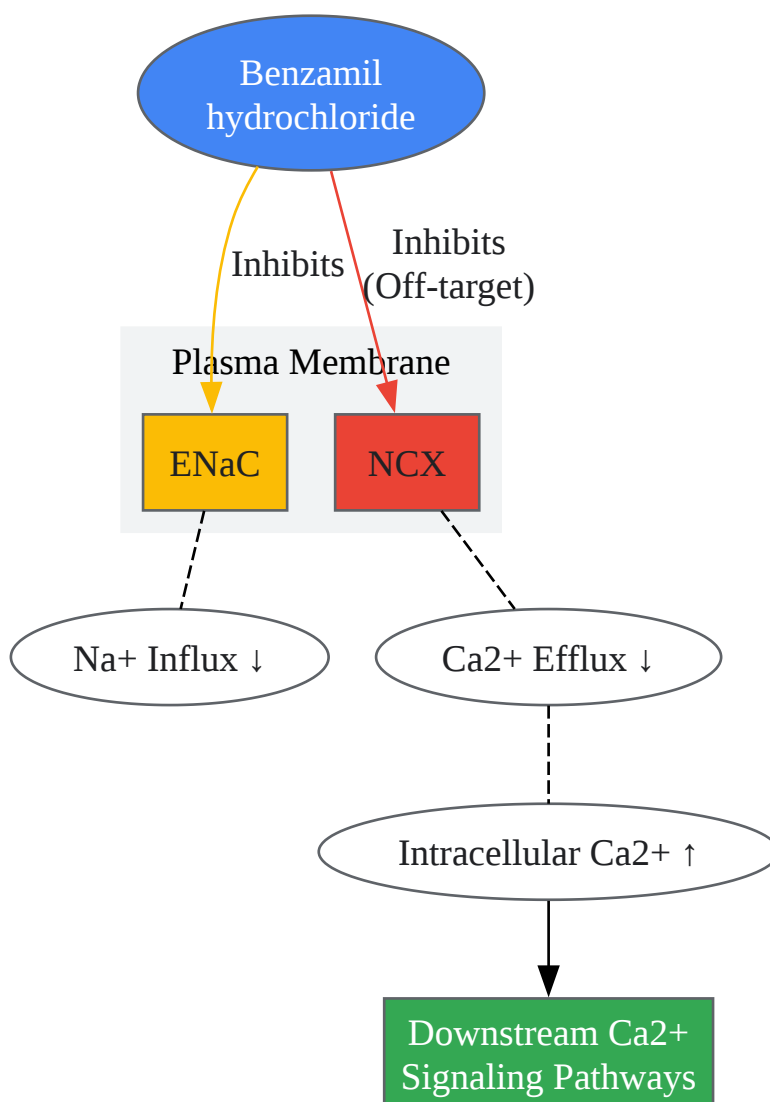 Benzamil
hydrochloride
Inhibits
Inhibits
(Off-target)
Plasma Membrane
ENaC
NCX
Na+ Influx ↓
Ca2+ Efflux ↓
Intracellular Ca2+ ↑
Downstream Ca2+
Signaling Pathways